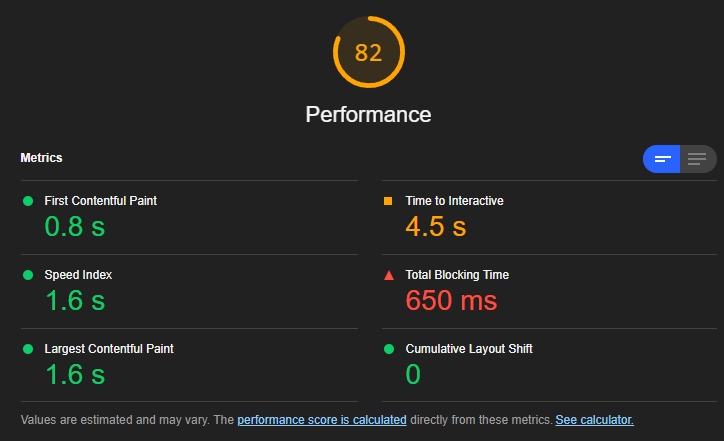 82
Performance
Metrics
First Contentful Paint
0.8 s
Time to Interactive
4.5 s
Speed Index
1.6 s
Total Blocking Time
650 ms
Largest Contentful Paint
1.6 s
Cumulative Layout Shift
0
Values are estimated and may vary. The performance score is calculated directly from these metrics. See calculator.